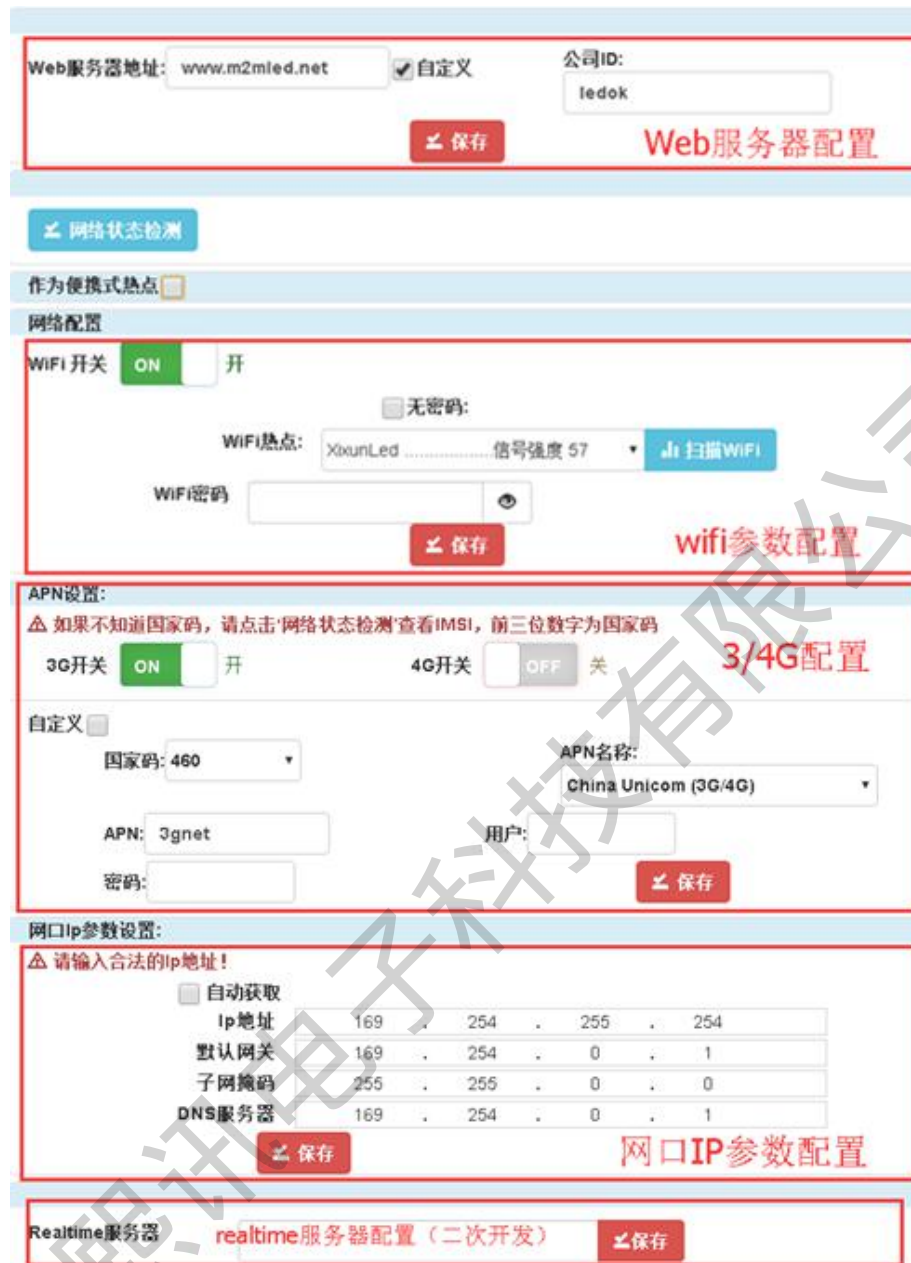 公司ID:
Web服务器地址: www.m2mled.net 自定义
ledok
保存 Web服务器配置
网络状态检测
作为便携式热点
网络配置
WiFi 开关 ON 开
无密码:
WiFi热点: XixunLed ...................信号强度 57 扫描WiFi
WiFi密码
保存 wifi参数配置
APN设置:
如果不知道国家码，请点击'网络状态检测'查看IMSI，前三位数字为国家码
3G开关 ON 开 4G开关 OFF 关 3/4G配置
自定义
国家码: 460 APN名称:
China Unicom (3G/4G)
APN: 3gnet 用户:
密码: 保存
网口Ip参数设置:
请输入合法的Ip地址！
自动获取
Ip地址 169 . 254 . 255 . 254
默认网关 169 . 254 . 0 . 1
子网掩码 255 . 255 . 0 . 0
DNS服务器 169 . 254 . 0 . 1
保存 网口IP参数配置
Realtime服务器 realtime服务器配置（二次开发） 保存
熙讯电子科技有限公司